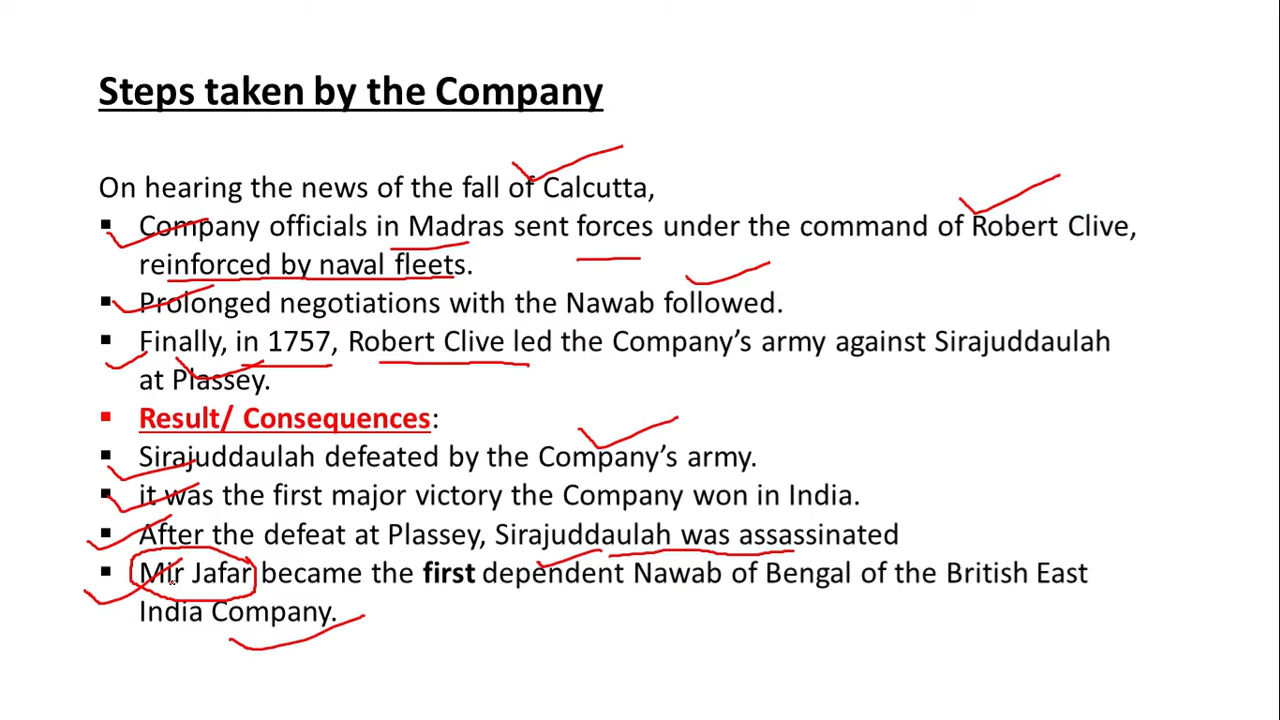 Steps taken by the Company
On hearing the news of the fall of Calcutta,
▪ Company officials in Madras sent forces under the command of Robert Clive,
reinforced by naval fleets.
▪ Prolonged negotiations with the Nawab followed.
▪ Finally, in 1757, Robert Clive led the Company’s army against Sirajuddaulah
at Plassey.
▪ Result/ Consequences:
▪ Sirajuddaulah defeated by the Company’s army.
▪ it was the first major victory the Company won in India.
▪ After the defeat at Plassey, Sirajuddaulah was assassinated
▪ Mir Jafar became the first dependent Nawab of Bengal of the British East
India Company.